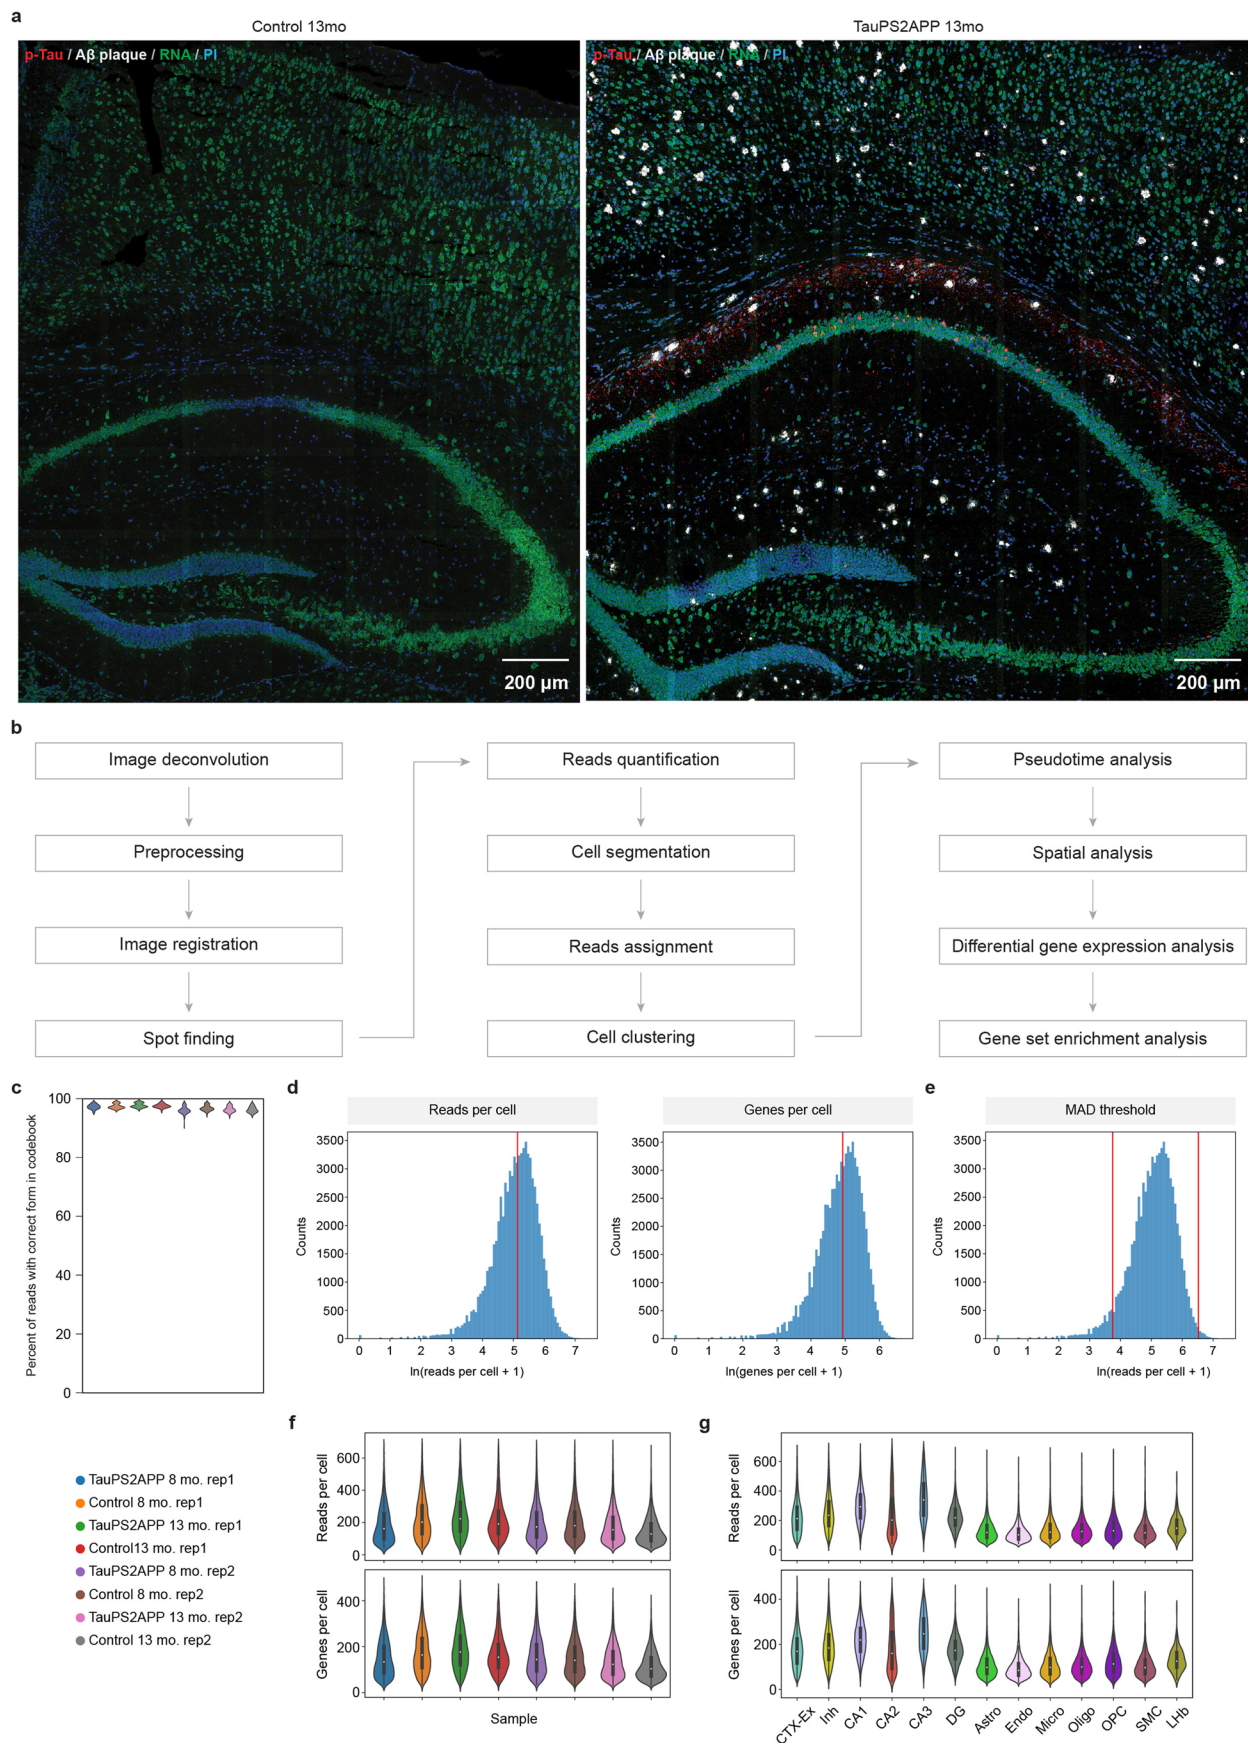 a
Control 13mo
TauPS2APP 13mo
p-Tau / Aβ plaque / RNA / PI
p-Tau / Aβ plaque / RNA / PI
200 µm
200 µm
b
Image deconvolution
Preprocessing
Image registration
Spot finding
Reads quantification
Cell segmentation
Reads assignment
Cell clustering
Pseudotime analysis
Spatial analysis
Differential gene expression analysis
Gene set enrichment analysis
c
Percent of reads with correct form in codebook
100
80
60
40
20
0
d
Reads per cell
Counts
3500
3000
2500
2000
1500
1000
500
0
0 1 2 3 4 5 6 7
ln(reads per cell + 1)
Genes per cell
Counts
3500
3000
2500
2000
1500
1000
500
0
0 1 2 3 4 5 6
ln(genes per cell + 1)
e
MAD threshold
Counts
3500
3000
2500
2000
1500
1000
500
0
0 1 2 3 4 5 6 7
ln(reads per cell + 1)
TauPS2APP 8 mo. rep1
Control 8 mo. rep1
TauPS2APP 13 mo. rep1
Control13 mo. rep1
TauPS2APP 8 mo. rep2
Control 8 mo. rep2
TauPS2APP 13 mo. rep2
Control 13 mo. rep2
f
Reads per cell
600
400
200
0
Genes per cell
400
200
0
Sample
g
Reads per cell
600
400
200
0
Genes per cell
400
200
0
CTX-Ex
Inh
CA1
CA2
CA3
DG
Astro
Endo
Micro
Oligo
OPC
SMC
LHb